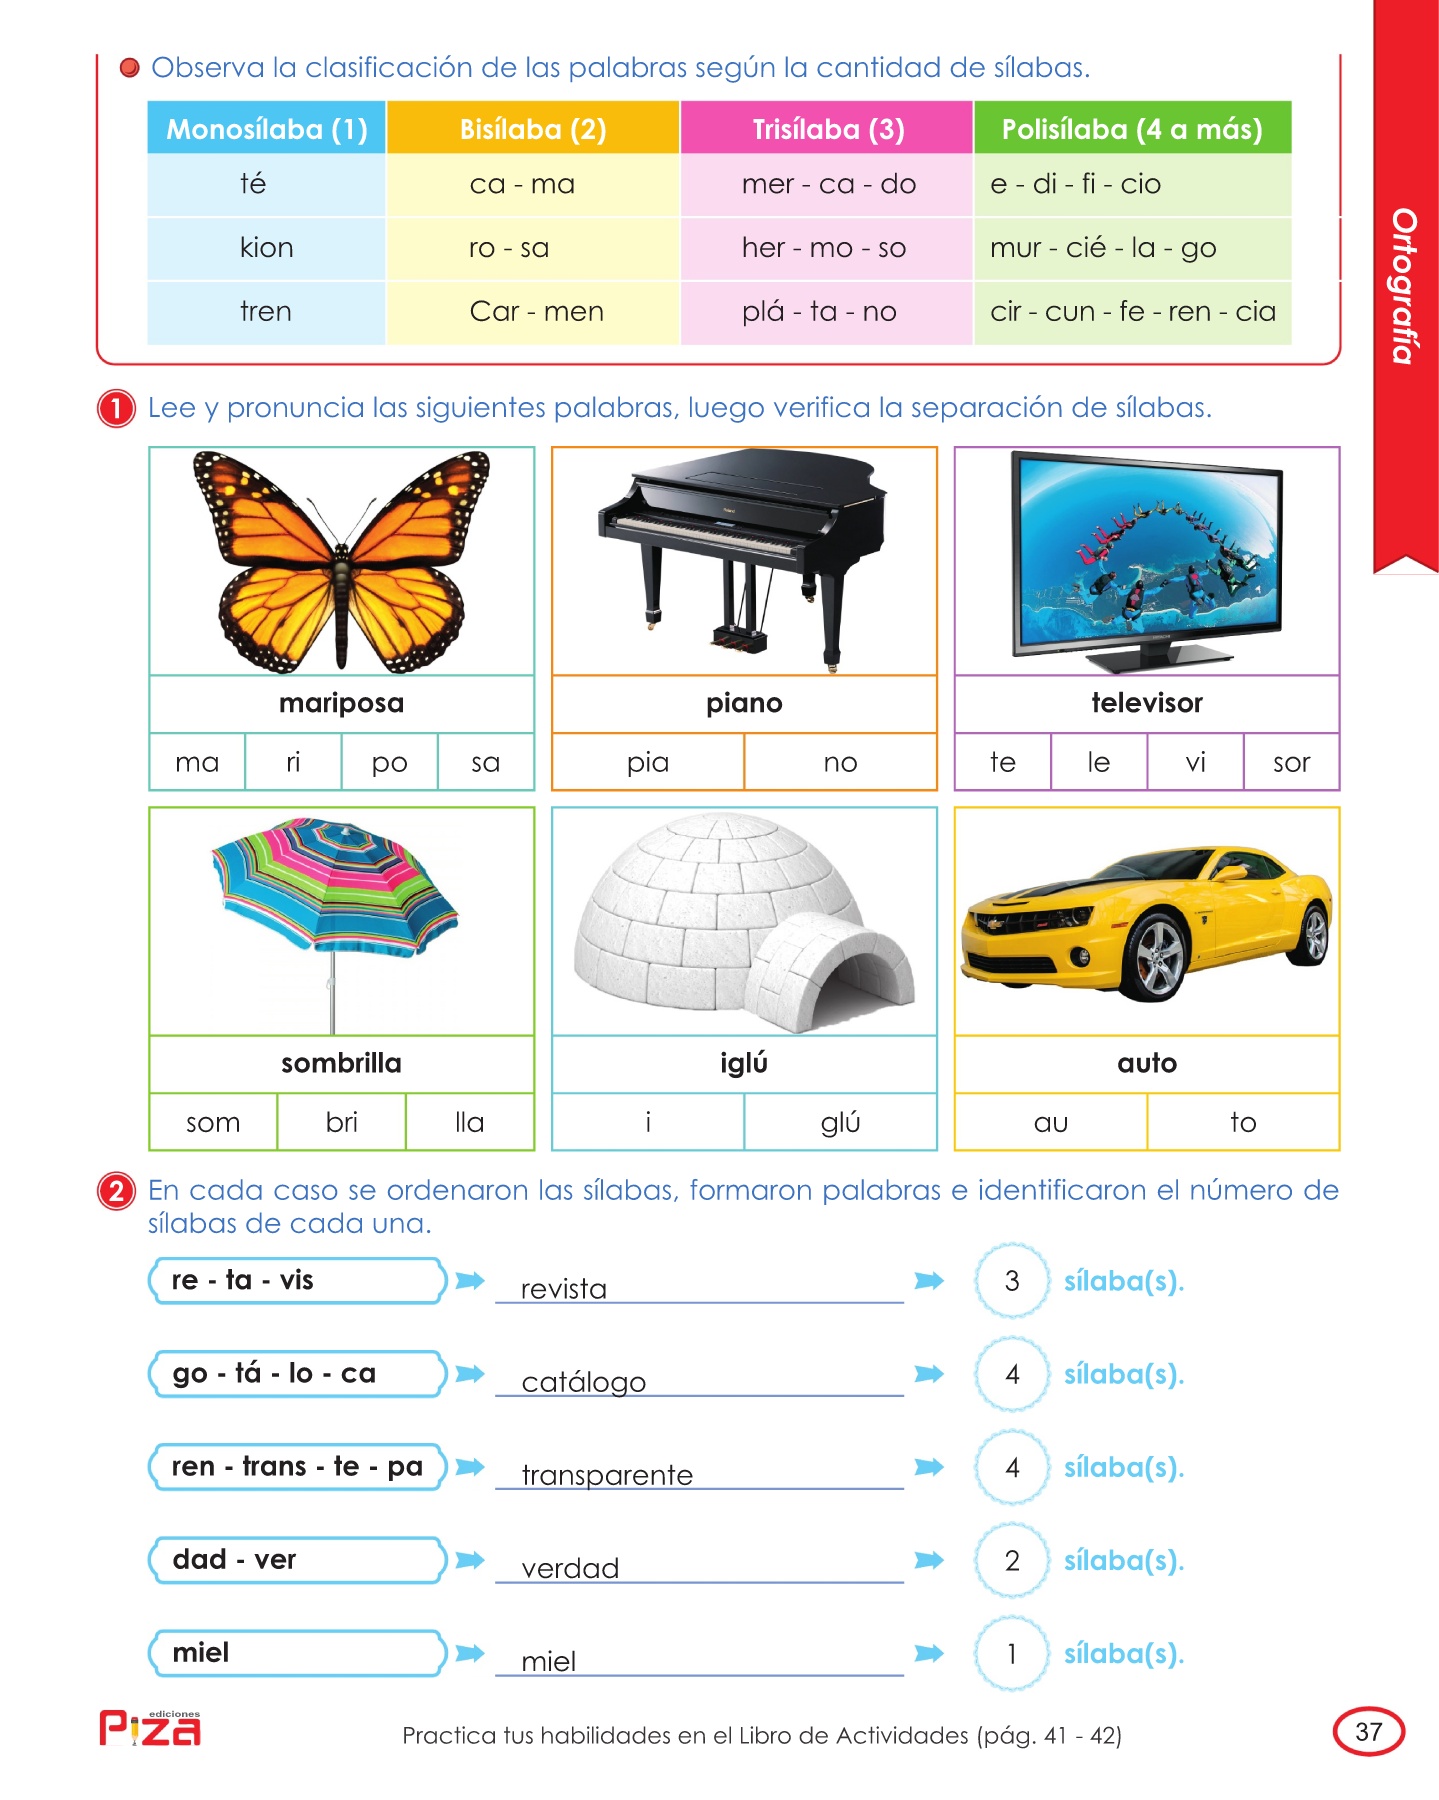 Observa la clasificación de las palabras según la cantidad de sílabas.
Monosílaba (1) Bisílaba (2) Trisílaba (3) Polisílaba (4 a más)
té ca - ma mer - ca - do e - di - fi - cio
kion ro - sa her - mo - so mur - cié - la - go
tren Car - men plá - ta - no cir - cun - fe - ren - cia
Ortografía
1 Lee y pronuncia las siguientes palabras, luego verifica la separación de sílabas.
mariposa piano televisor
ma ri po sa pia no te le vi sor
sombrilla iglú auto
som bri lla i glú au to
2 En cada caso se ordenaron las sílabas, formaron palabras e identificaron el número de
sílabas de cada una.
re - ta - vis revista 3 sílaba(s).
go - tá - lo - ca catálogo 4 sílaba(s).
ren - trans - te - pa transparente 4 sílaba(s).
dad - ver verdad 2 sílaba(s).
miel miel 1 sílaba(s).
ediciones
Piza
Practica tus habilidades en el Libro de Actividades (pág. 41 - 42)
37